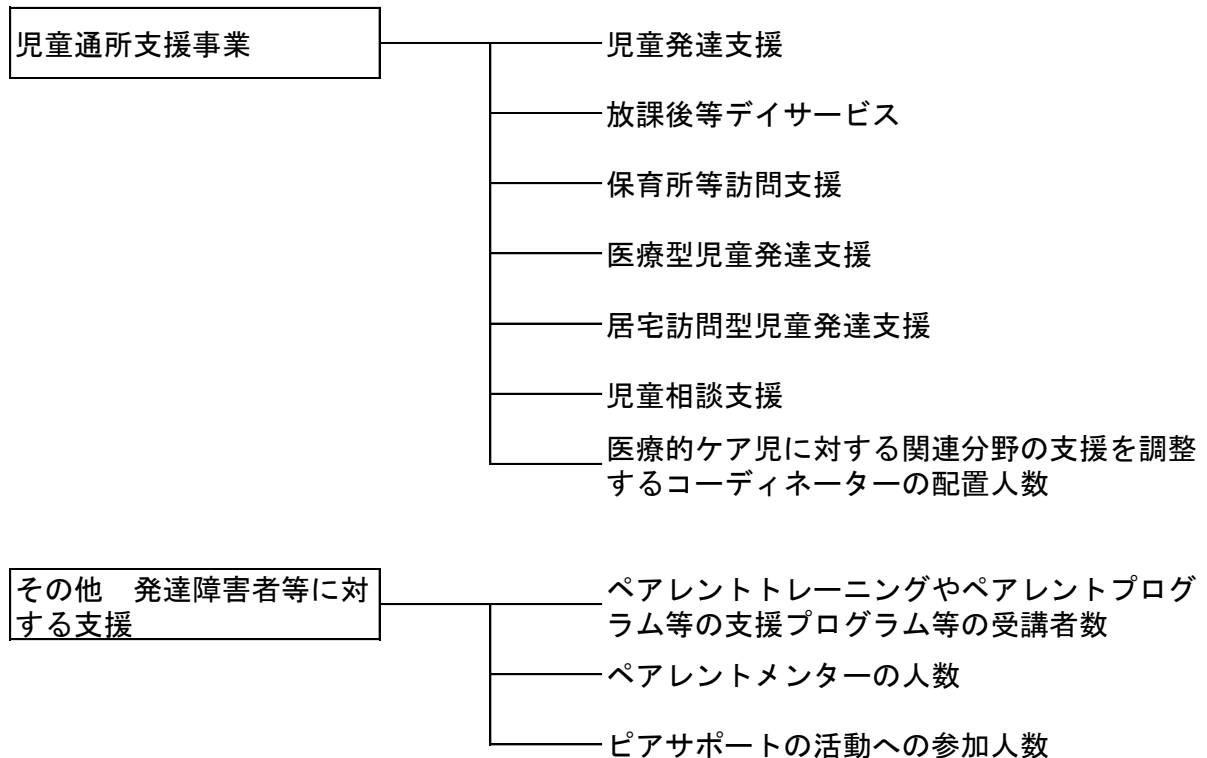 児童通所支援事業
児童発達支援
放課後等デイサービス
保育所等訪問支援
医療型児童発達支援
居宅訪問型児童発達支援
児童相談支援
医療的ケア児に対する関連分野の支援を調整
するコーディネーターの配置人数
その他　発達障害者等に対
する支援
ペアレントトレーニングやペアレントプログ
ラム等の支援プログラム等の受講者数
ペアレントメンターの人数
ピアサポートの活動への参加人数